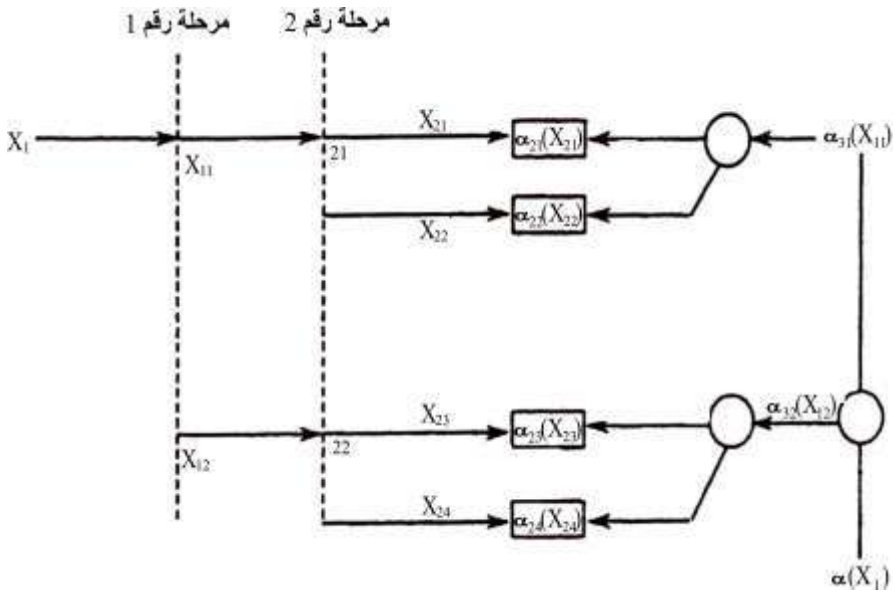 مرحلة رقم 1
مرحلة رقم 2
X₁
X₁₁
21
X₂₁
α₂₁(X₂₁)
α₃₁(X₁₁)
X₂₂
α₂₂(X₂₂)
X₁₂
22
X₂₃
α₂₃(X₂₃)
α₃₂(X₁₂)
X₂₄
α₂₄(X₂₄)
α(X₁)